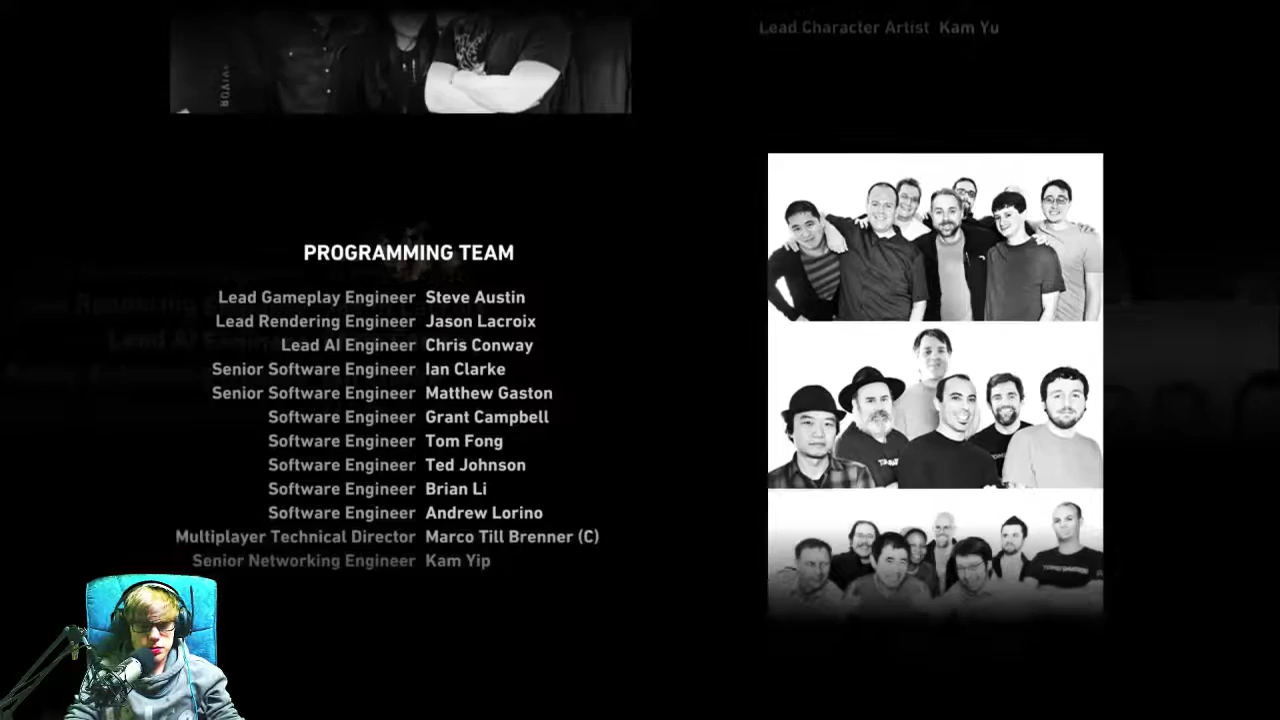 Lead Character Artist Kam Yu
PROGRAMMING TEAM
Lead Gameplay Engineer Steve Austin
Lead Rendering Engineer Jason Lacroix
Lead AI Engineer Chris Conway
Senior Software Engineer Ian Clarke
Senior Software Engineer Matthew Gaston
Software Engineer Grant Campbell
Software Engineer Tom Fong
Software Engineer Ted Johnson
Software Engineer Brian Li
Software Engineer Andrew Lorino
Multiplayer Technical Director Marco Till Brenner (C)
Senior Networking Engineer Kam Yip